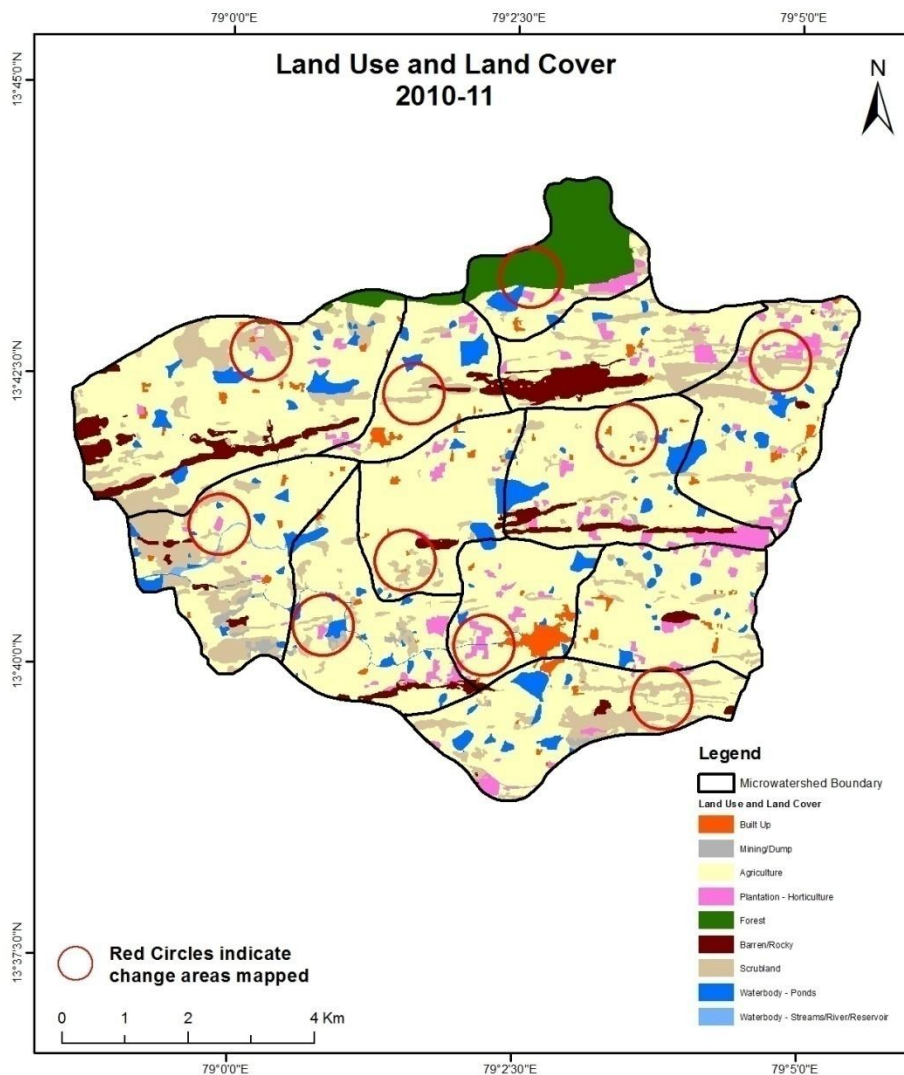 79°0'0"E 79°2'30"E 79°5'0"E
Land Use and Land Cover
2010-11
N
13°45'0"N
13°42'30"N
13°40'0"N
13°37'30"N
Legend
Microwatershed Boundary
Land Use and Land Cover
Built Up
Mining/Dump
Agriculture
Plantation - Horticulture
Forest
Barren/Rocky
Scrubland
Waterbody - Ponds
Waterbody - Streams/River/Reservoir
Red Circles indicate
change areas mapped
0 1 2 4 Km
79°0'0"E 79°2'30"E 79°5'0"E